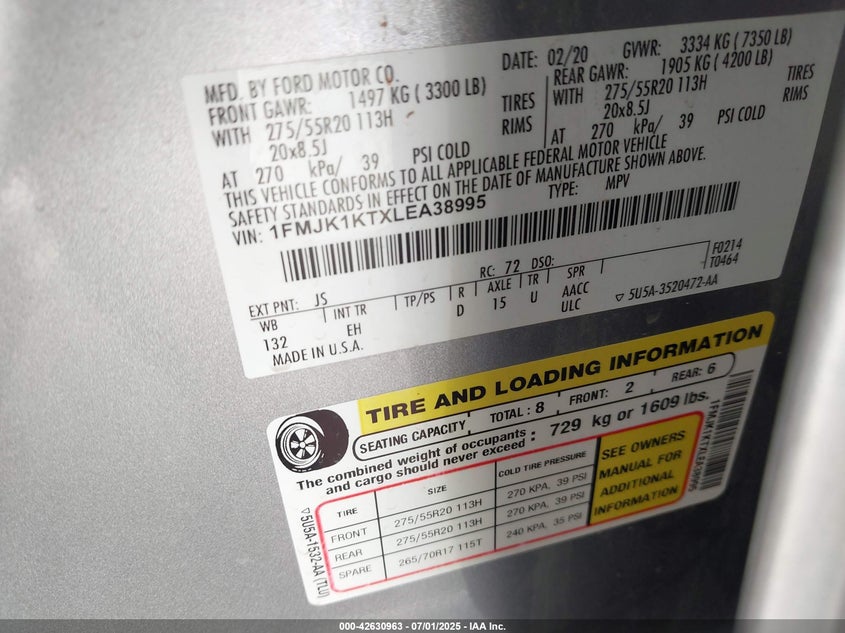 MFD. BY FORD MOTOR CO.
DATE: 02/20
GVWR: 3334 KG ( 7350 LB)
FRONT GAWR: 1497 KG ( 3300 LB)
WITH 275/55R20 113H TIRES
20x8.5J RIMS
AT 270 kPa/ 39 PSI COLD
REAR GAWR: 1905 KG ( 4200 LB)
WITH 275/55R20 113H TIRES
20x8.5J RIMS
AT 270 kPa/ 39 PSI COLD
THIS VEHICLE CONFORMS TO ALL APPLICABLE FEDERAL MOTOR VEHICLE
SAFETY STANDARDS IN EFFECT ON THE DATE OF MANUFACTURE SHOWN ABOVE.
VIN: 1FMJK1KTXLEA38995
TYPE: MPV
EXT PNT: JS
RC: 72 DSO:
F0214
T0464
WB INT TR TP/PS R AXLE TR SPR
132 EH D 15 U AACC
ULC
5U5A-3520472-AA
MADE IN U.S.A.
TIRE AND LOADING INFORMATION
SEATING CAPACITY TOTAL : 8 FRONT: 2 REAR: 6
The combined weight of occupants
and cargo should never exceed : 729 kg or 1609 lbs.
TIRE SIZE COLD TIRE PRESSURE
FRONT 275/55R20 113H 270 KPA, 39 PSI
REAR 275/55R20 113H 270 KPA, 39 PSI
SPARE 265/70R17 115T 240 KPA, 35 PSI
SEE OWNERS
MANUAL FOR
ADDITIONAL
INFORMATION
5U5A-1532-AA (TLU)
1FMJK1KTXLEA38995
000-42630963 - 07/01/2025 - IAA Inc.